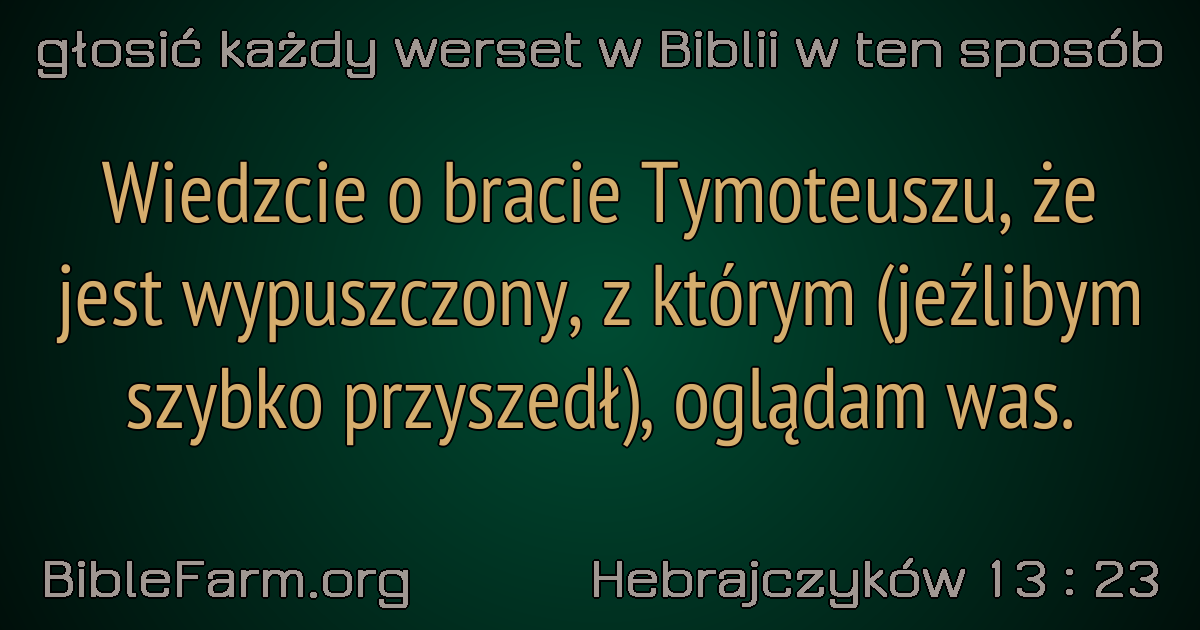 głosić każdy werset w Biblii w ten sposób
Wiedzcie o bracie Tymoteuszu, że
jest wypuszczony, z którym (jeźlibym
szybko przyszedł), oglądam was.
BibleFarm.org
Hebrajczyków 13 : 23